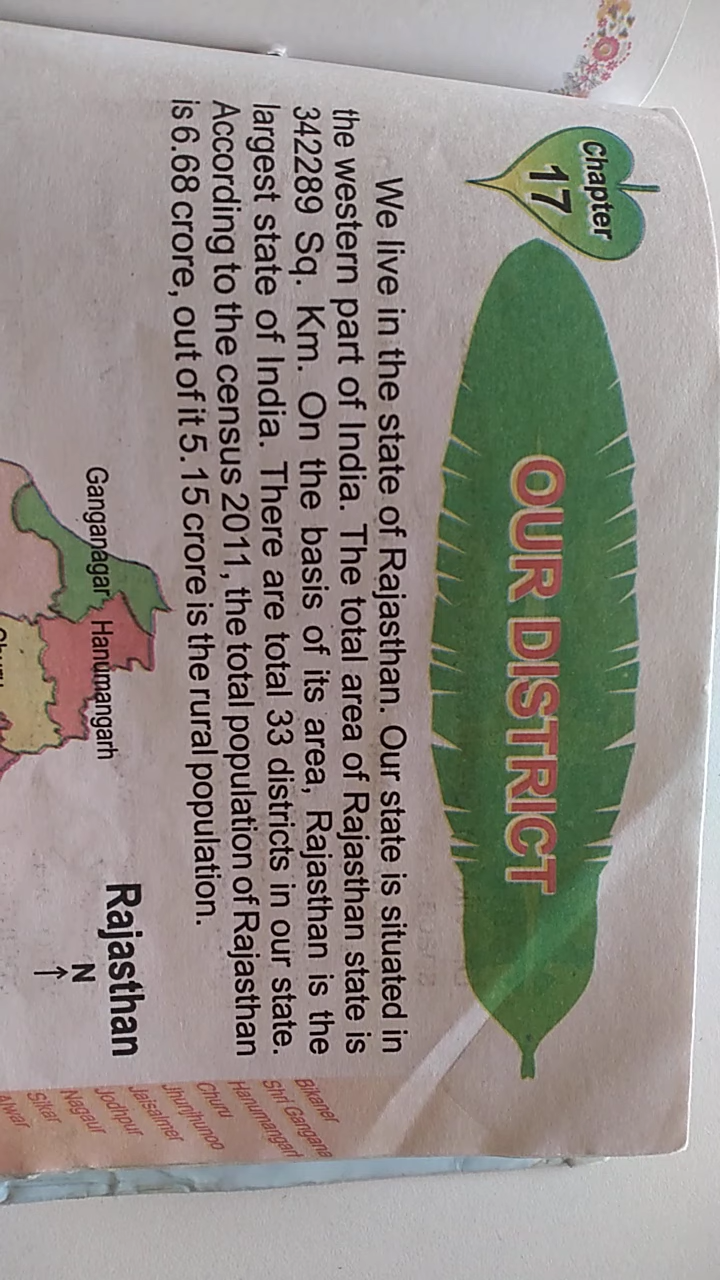 Chapter
17
OUR DISTRICT
We live in the state of Rajasthan. Our state is situated in
the western part of India. The total area of Rajasthan state is
342289 Sq. Km. On the basis of its area, Rajasthan is the
largest state of India. There are total 33 districts in our state.
According to the census 2011, the total population of Rajasthan
is 6.68 crore, out of it 5.15 crore is the rural population.
Rajasthan
N
Ganganagar
Hanumangarh
Bikaner
Shri Gangana
Hanumangarh
Churu
Jhunjhunoo
Jaisalmer
Jodhpur
Nagaur
Sikar
Alwar